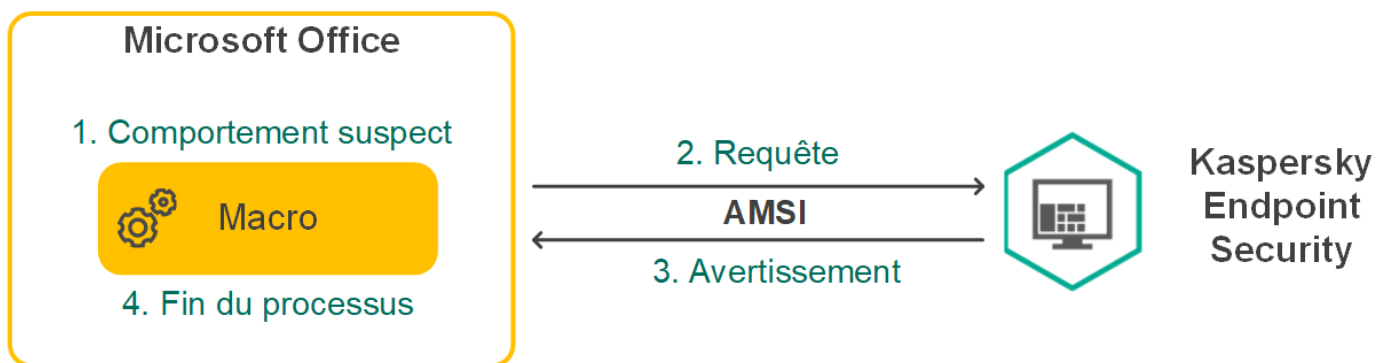 Microsoft Office
1. Comportement suspect
Macro
4. Fin du processus
2. Requête
AMSI
3. Avertissement
Kaspersky
Endpoint
Security